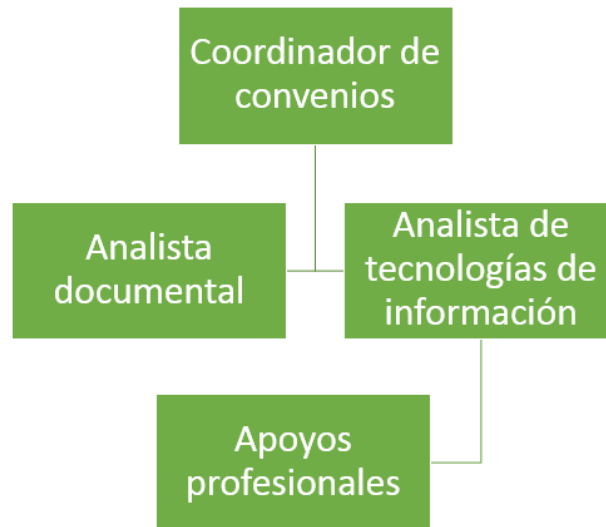 Coordinador de
convenios
Analista
documental
Analista de
tecnologías de
información
Apoyos
profesionales